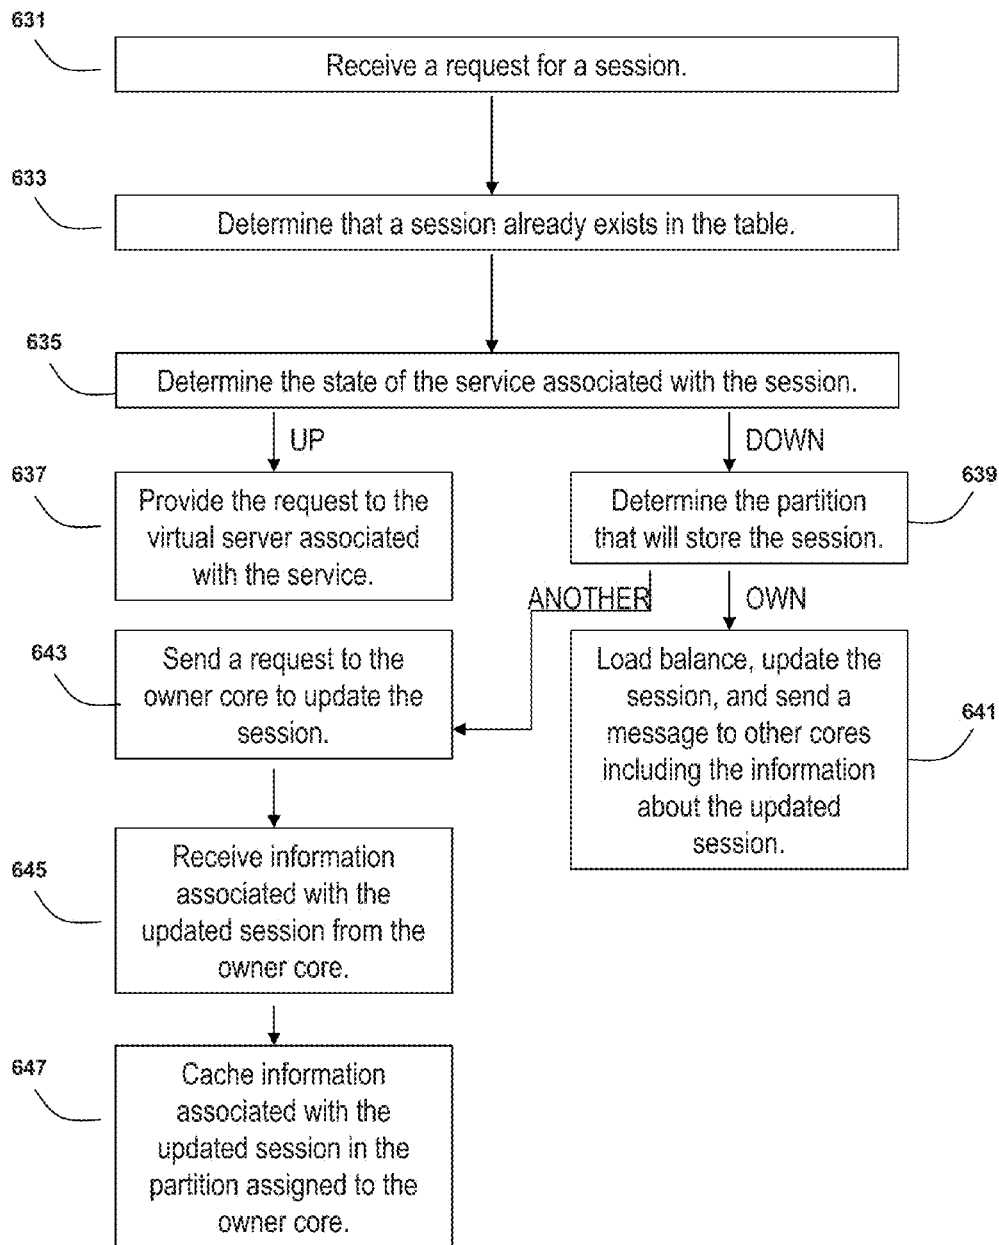 631
Receive a request for a session.
633
Determine that a session already exists in the table.
635
Determine the state of the service associated with the session.
UP
DOWN
637
Provide the request to the
virtual server associated
with the service.
639
Determine the partition
that will store the session.
ANOTHER
OWN
643
Send a request to the
owner core to update the
session.
641
Load balance, update the
session, and send a
message to other cores
including the information
about the updated
session.
645
Receive information
associated with the
updated session from the
owner core.
647
Cache information
associated with the
updated session in the
partition assigned to the
owner core.